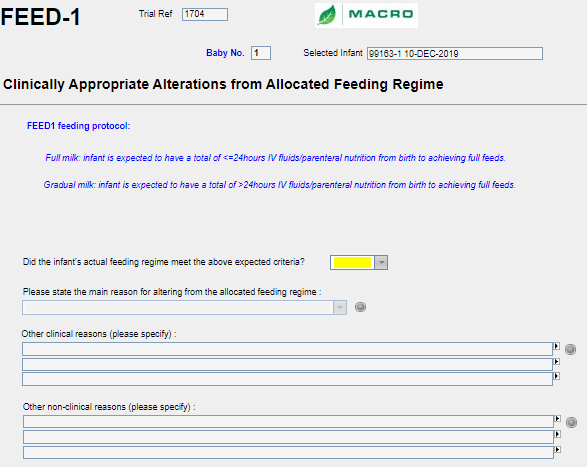 FEED-1 Trial Ref 1704 MACRO
Baby No. 1 Selected Infant 99163-1 10-DEC-2019
Clinically Appropriate Alterations from Allocated Feeding Regime
FEED1 feeding protocol:
Full milk: infant is expected to have a total of <=24hours IV fluids/parenteral nutrition from birth to achieving full feeds.
Gradual milk: infant is expected to have a total of >24hours IV fluids/parenteral nutrition from birth to achieving full feeds.
Did the infant's actual feeding regime meet the above expected criteria?
Please state the main reason for altering from the allocated feeding regime :
Other clinical reasons (please specify) :
Other non-clinical reasons (please specify) :